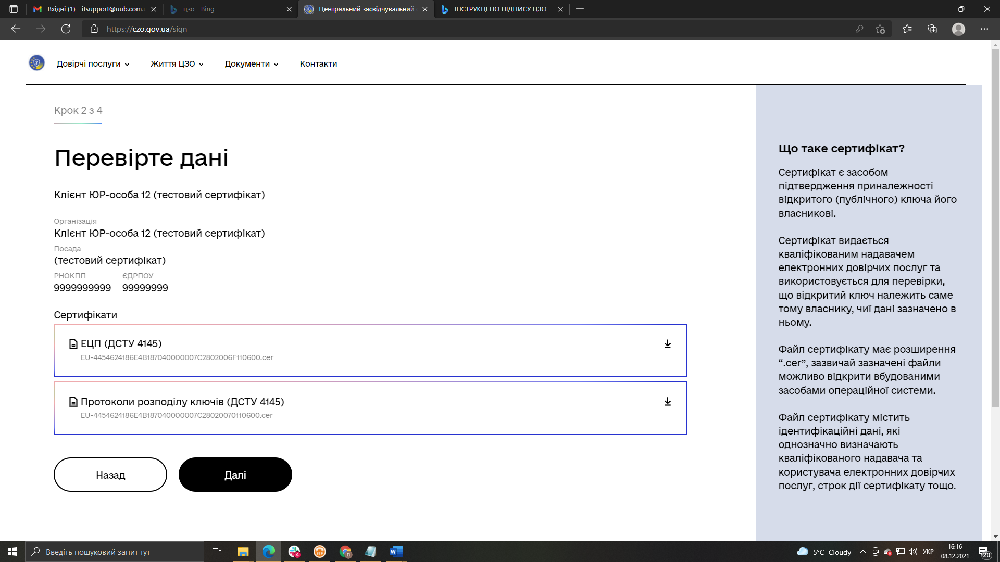 Вхідні (1) - itsupport@uub.com.
цзо - Bing
Центральний засвідчувальний
ІНСТРУКЦІ ПО ПІДПИСУ ЦЗО -
https://czo.gov.ua/sign
Довірчі послуги
Життя ЦЗО
Документи
Контакти
Крок 2 з 4
Перевірте дані
Клієнт ЮР-особа 12 (тестовий сертифікат)
Організація
Клієнт ЮР-особа 12 (тестовий сертифікат)
Посада
(тестовий сертифікат)
РНОКПП ЄДРПОУ
9999999999 99999999
Сертифікати
ЕЦП (ДСТУ 4145)
EU-4454624186E4B187040000007C2802006F110600.cer
Протоколи розподілу ключів (ДСТУ 4145)
EU-4454624186E4B187040000007C28020070110600.cer
Назад
Далі
Що таке сертифікат?
Сертифікат є засобом
підтвердження приналежності
відкритого (публічного) ключа його
власникові.
Сертифікат видається
кваліфікованим надавачем
електронних довірчих послуг та
використовується для перевірки,
що відкритий ключ належить саме
тому власнику, чиї дані зазначено в
ньому.
Файл сертифікату має розширення
“.cer”, зазвичай зазначені файли
можливо відкрити вбудованими
засобами операційної системи.
Файл сертифікату містить
ідентифікаційні дані, які
однозначно визначають
кваліфікованого надавача та
користувача електронних довірчих
послуг, строк дії сертифікату тощо.
Введіть пошуковий запит тут
4
STP
n
W
5°C Cloudy
УКР
16:16
08.12.2021
20